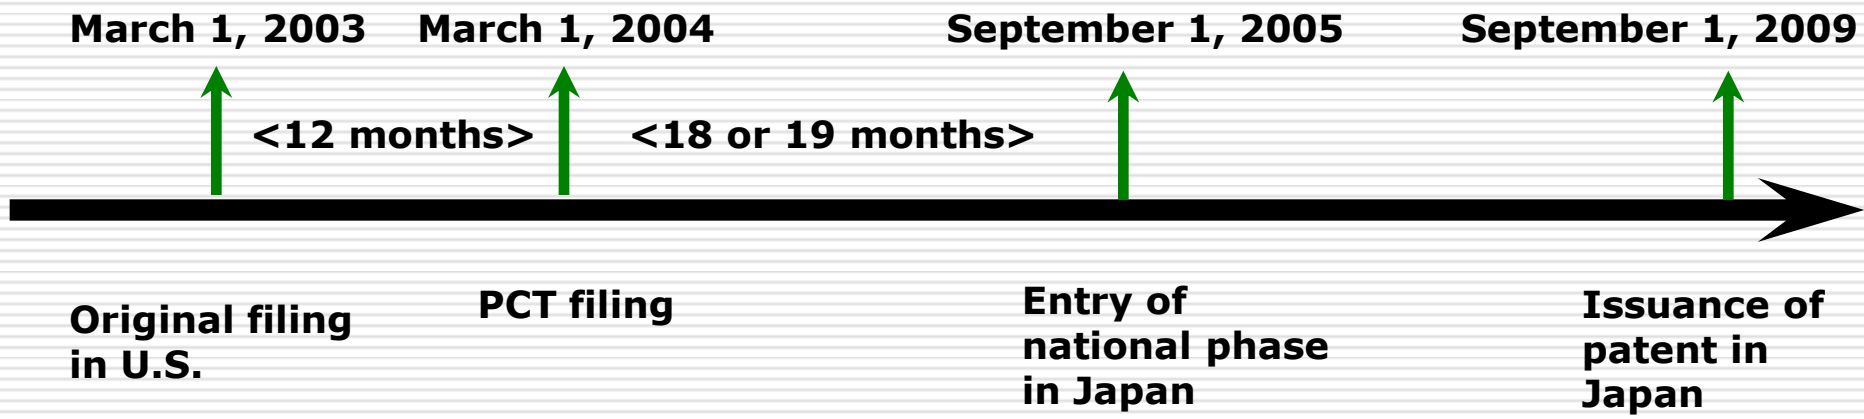 March 1, 2003
March 1, 2004
September 1, 2005
September 1, 2009
<12 months>
<18 or 19 months>
Original filing
in U.S.
PCT filing
Entry of
national phase
in Japan
Issuance of
patent in
Japan